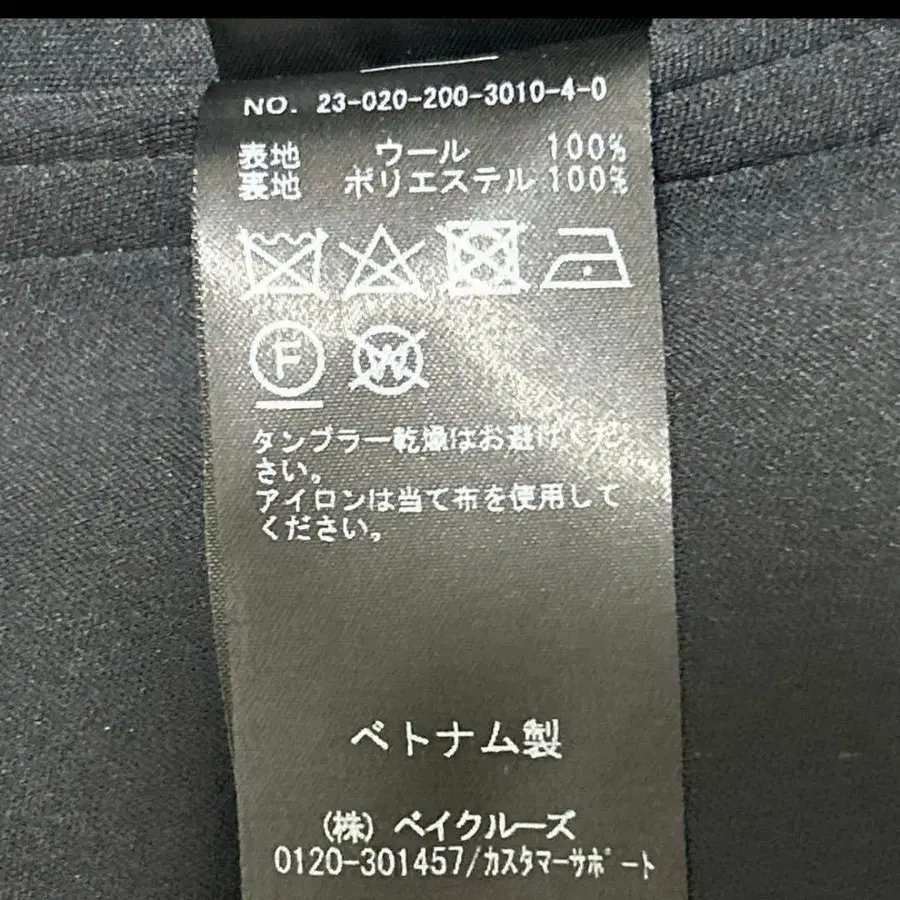 NO. 23-020-200-3010-4-0
表地 ウール 100%
裏地 ポリエステル 100%
F
W
タンブラー乾燥はお避けくだ
さい。
アイロンは当て布を使用して
ください。
ベトナム製
(株) ベイクルーズ
0120-301457/カスタマーサポート